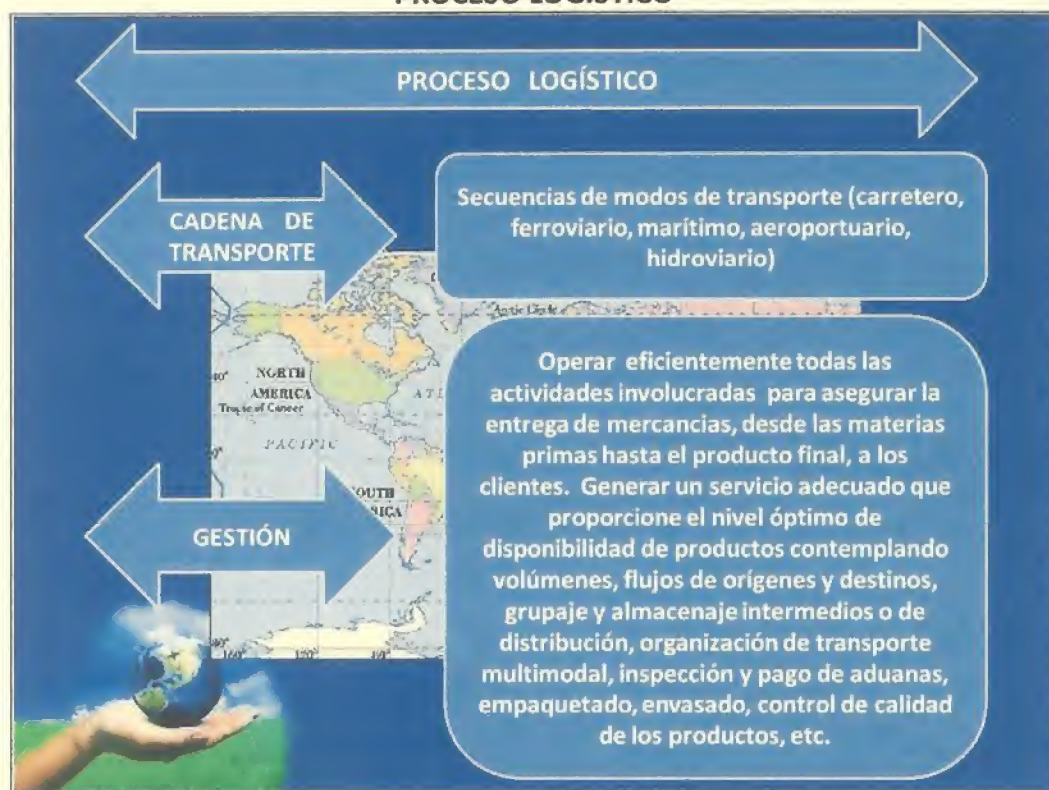 PROCESO LOGÍSTICO
PROCESO LOGÍSTICO
CADENA DE
TRANSPORTE
Secuencias de modos de transporte (carretero,
ferroviario, marítimo, aeroportuario,
hidroviario)
Arctic Circle
NORTH
AMERICA
Tropic of Cancer
PACIFIC
GESTIÓN
Operar eficientemente todas las
actividades involucradas para asegurar la
entrega de mercancias, desde las materias
primas hasta el producto final, a los
clientes. Generar un servicio adecuado que
proporcione el nivel óptimo de
disponibilidad de productos contemplando
volúmenes, flujos de orígenes y destinos,
grupaje y almacenaje intermedios o de
distribución, organización de transporte
multimodal, inspección y pago de aduanas,
empaquetado, envasado, control de calidad
de los productos, etc.